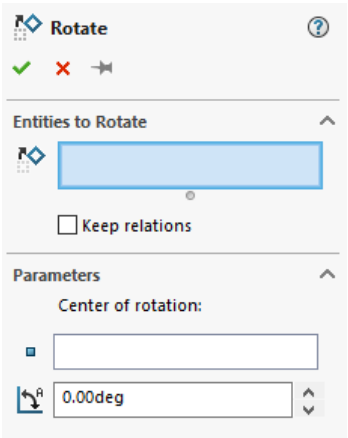 Rotate
Entities to Rotate
Keep relations
Parameters
Center of rotation:
0.00deg